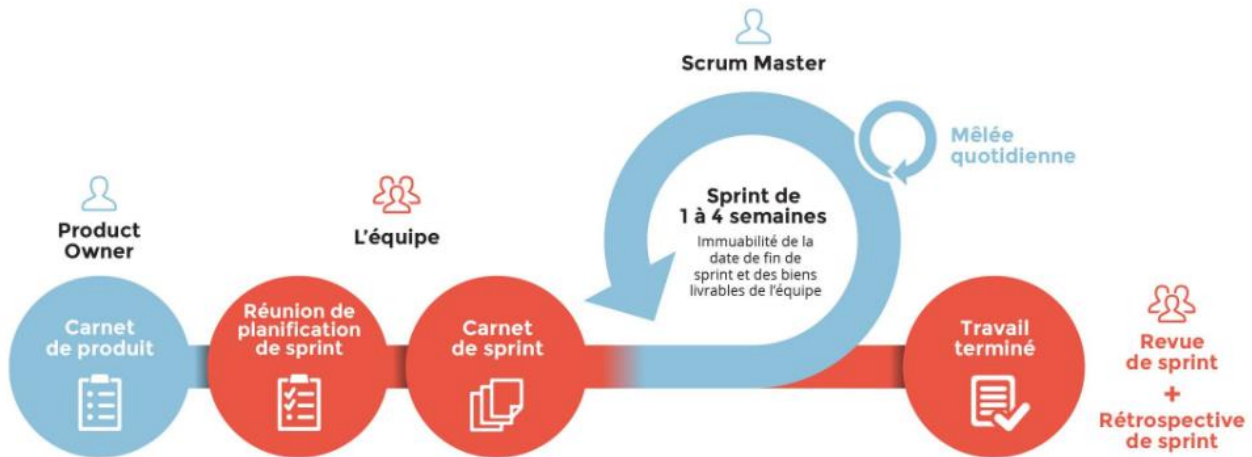 Scrum Master
Mêlée
quotidienne
Product
Owner
L'équipe
Sprint de
1 à 4 semaines
Immuabilité de la
date de fin de
sprint et des biens
livrables de l'équipe
Carnet
de produit
Réunion de
planification
de sprint
Carnet
de sprint
Travail
terminé
Revue
de sprint
+
Rétrospective
de sprint